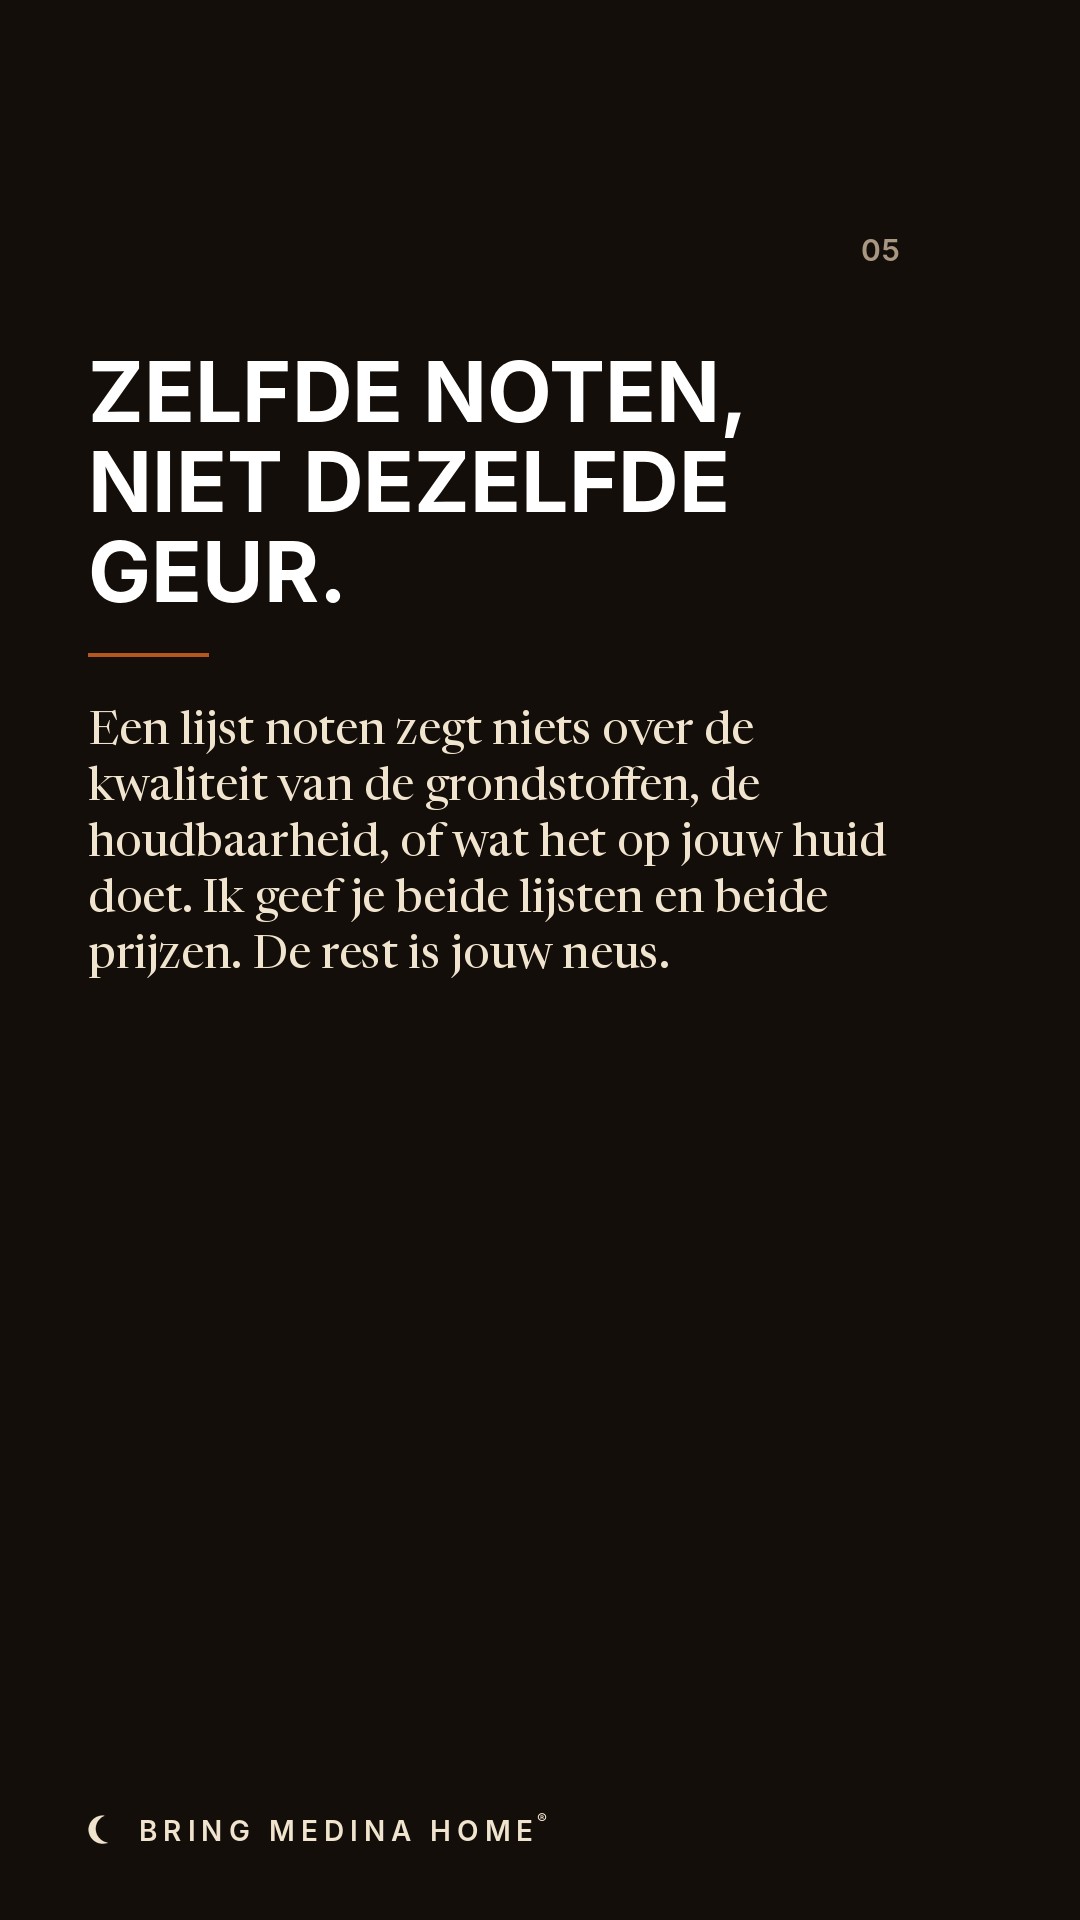 05
ZELFDE NOTEN,
NIET DEZELFDE
GEUR.
Een lijst noten zegt niets over de
kwaliteit van de grondstoffen, de
houdbaarheid, of wat het op jouw huid
doet. Ik geef je beide lijsten en beide
prijzen. De rest is jouw neus.
BRING MEDINA HOME®